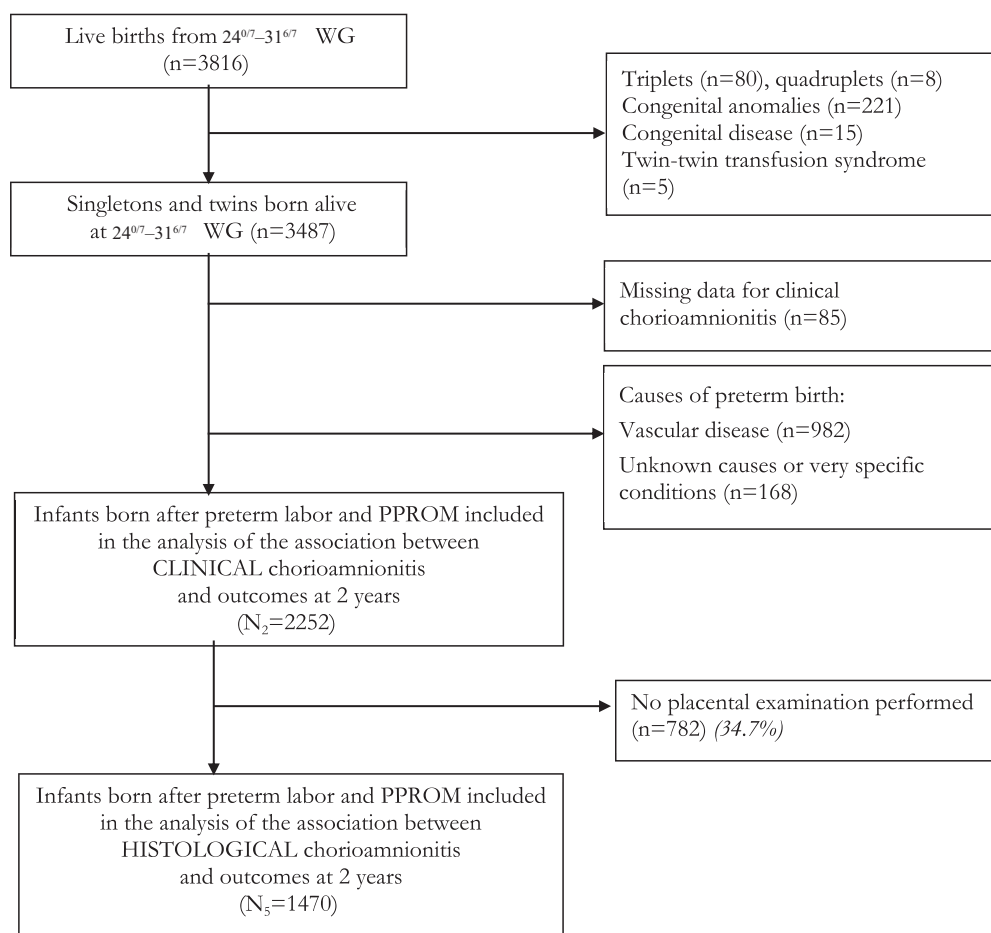 Live births from 24⁰ᐟ⁷–31⁶ᐟ⁷ WG
(n=3816)
Triplets (n=80), quadruplets (n=8)
Congenital anomalies (n=221)
Congenital disease (n=15)
Twin-twin transfusion syndrome
(n=5)
Singletons and twins born alive
at 24⁰ᐟ⁷–31⁶ᐟ⁷ WG (n=3487)
Missing data for clinical
chorioamnionitis (n=85)
Causes of preterm birth:
Vascular disease (n=982)
Unknown causes or very specific
conditions (n=168)
Infants born after preterm labor and PPROM included
in the analysis of the association between
CLINICAL chorioamnionitis
and outcomes at 2 years
(N₂=2252)
No placental examination performed
(n=782) (34.7%)
Infants born after preterm labor and PPROM included
in the analysis of the association between
HISTOLOGICAL chorioamnionitis
and outcomes at 2 years
(N₅=1470)